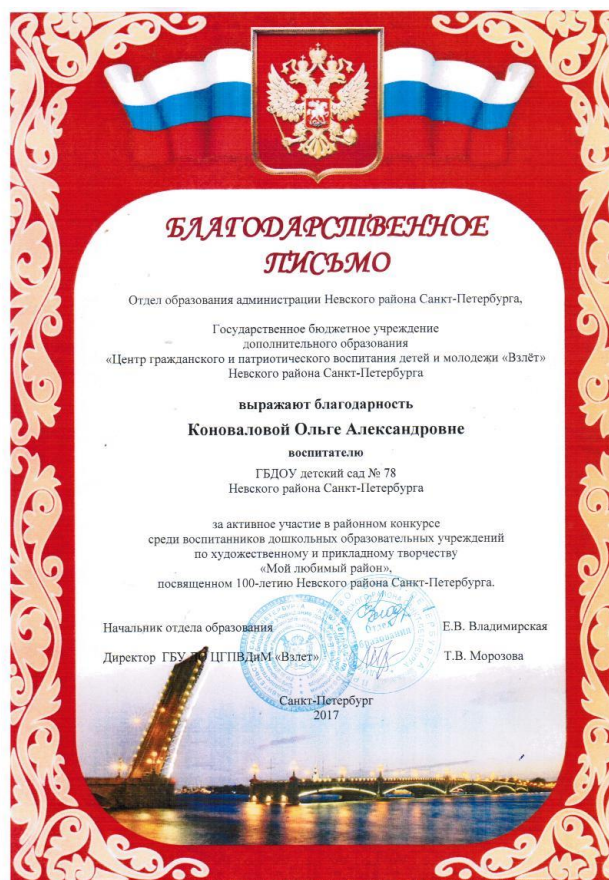 БЛАГОДАРСТВЕННОЕ
ПИСЬМО
Отдел образования администрации Невского района Санкт-Петербурга,
Государственное бюджетное учреждение
дополнительного образования
«Центр гражданского и патриотического воспитания детей и молодежи «Взлёт»
Невского района Санкт-Петербурга
выражают благодарность
Коноваловой Ольге Александровне
воспитателю
ГБДОУ детский сад № 78
Невского района Санкт-Петербурга
за активное участие в районном конкурсе
среди воспитанников дошкольных образовательных учреждений
по художественному и прикладному творчеству
«Мой любимый район»,
посвященном 100-летию Невского района Санкт-Петербурга.
Начальник отдела образования Е.В. Владимирская
Директор ГБУ ДО ЦГПВДиМ «Взлет» Т.В. Морозова
Санкт-Петербург
2017